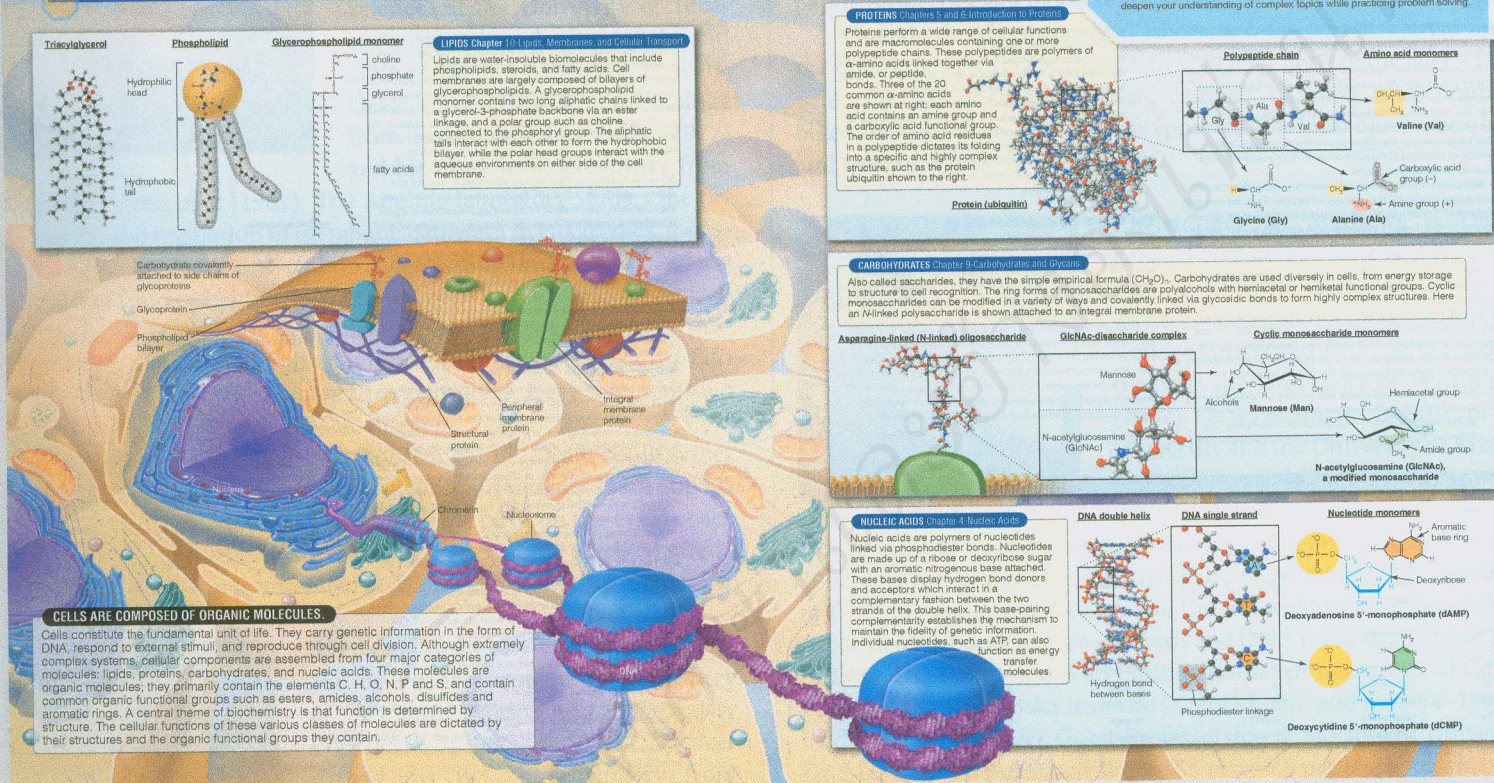 deepen your understanding of complex topics while practicing problem solving.
Triacylglycerol
Phospholipid
Glycerophospholipid monomer
Hydrophilic
head
Hydrophobic
tail
choline
phosphate
glycerol
fatty acids
LIPIDS Chapter 10-Lipids, Membranes, and Cellular Transport
Lipids are water-insoluble biomolecules that include
phospholipids, steroids, and fatty acids. Cell
membranes are largely composed of bilayers of
glycerophospholipids. A glycerophospholipid
monomer contains two long aliphatic chains linked to
a glycerol-3-phosphate backbone via an ester
linkage, and a polar group such as choline
connected to the phosphoryl group. The aliphatic
tails interact with each other to form the hydrophobic
bilayer, while the polar head groups interact with the
aqueous environments on either side of the cell
membrane.
PROTEINS Chapters 5 and 6-Introduction to Proteins
Proteins perform a wide range of cellular functions
and are macromolecules containing one or more
polypeptide chains. These polypeptides are polymers of
α-amino acids linked together via
amide, or peptide,
bonds. Three of the 20
common α-amino acids
are shown at right; each amino
acid contains an amine group and
a carboxylic acid functional group.
The order of amino acid residues
in a polypeptide dictates its folding
into a specific and highly complex
structure, such as the protein
ubiquitin shown to the right.
Protein (ubiquitin)
Polypeptide chain
Amino acid monomers
Gly
Ala
Val
CH₃CH
CH₃
O
O⁻
⁺NH₃
Valine (Val)
H
O
O⁻
⁺NH₃
Glycine (Gly)
CH₃
⁺NH₃
Alanine (Ala)
Carboxylic acid
group (−)
Amine group (+)
Carbohydrate covalently
attached to side chains of
glycoproteins
Glycoprotein
Phospholipid
bilayer
Structural
protein
Peripheral
membrane
protein
Integral
membrane
protein
Nucleus
Chromatin
Nucleosome
CARBOHYDRATES Chapter 9-Carbohydrates and Glycans
Also called saccharides, they have the simple empirical formula (CH₂O)ₙ. Carbohydrates are used diversely in cells, from energy storage
to structure to cell recognition. The ring forms of monosaccharides are polyalcohols with hemiacetal or hemiketal functional groups. Cyclic
monosaccharides can be modified in a variety of ways and covalently linked via glycosidic bonds to form highly complex structures. Here
an N-linked polysaccharide is shown attached to an integral membrane protein.
Asparagine-linked (N-linked) oligosaccharide
GlcNAc-disaccharide complex
Cyclic monosaccharide monomers
Mannose
N-acetylglucosamine
(GlcNAc)
Alcohols
H
CH₂OH
H
HO
HO
H
OH
Mannose (Man)
Hemiacetal group
OH
HO
HO
OH
NH
O
CH₃
Amide group
N-acetylglucosamine (GlcNAc),
a modified monosaccharide
NUCLEIC ACIDS Chapter 4-Nucleic Acids
Nucleic acids are polymers of nucleotides
linked via phosphodiester bonds. Nucleotides
are made up of a ribose or deoxyribose sugar
with an aromatic nitrogenous base attached.
These bases display hydrogen bond donors
and acceptors which interact in a
complementary fashion between the two
strands of the double helix. This base-pairing
complementarity establishes the mechanism to
maintain the fidelity of genetic information.
Individual nucleotides, such as ATP, can also
function as energy
transfer
molecules.
DNA double helix
DNA single strand
Nucleotide monomers
A
T
C
Hydrogen bond
between bases
Phosphodiester linkage
NH₂
Aromatic
base ring
Deoxyribose
Deoxyadenosine 5′-monophosphate (dAMP)
NH₂
Deoxycytidine 5′-monophosphate (dCMP)
CELLS ARE COMPOSED OF ORGANIC MOLECULES.
Cells constitute the fundamental unit of life. They carry genetic information in the form of
DNA, respond to external stimuli, and reproduce through cell division. Although extremely
complex systems, cellular components are assembled from four major categories of
molecules: lipids, proteins, carbohydrates, and nucleic acids. These molecules are
organic molecules; they primarily contain the elements C, H, O, N, P and S, and contain
common organic functional groups such as esters, amides, alcohols, disulfides and
aromatic rings. A central theme of biochemistry is that function is determined by
structure. The cellular functions of these various classes of molecules are dictated by
their structures and the organic functional groups they contain.